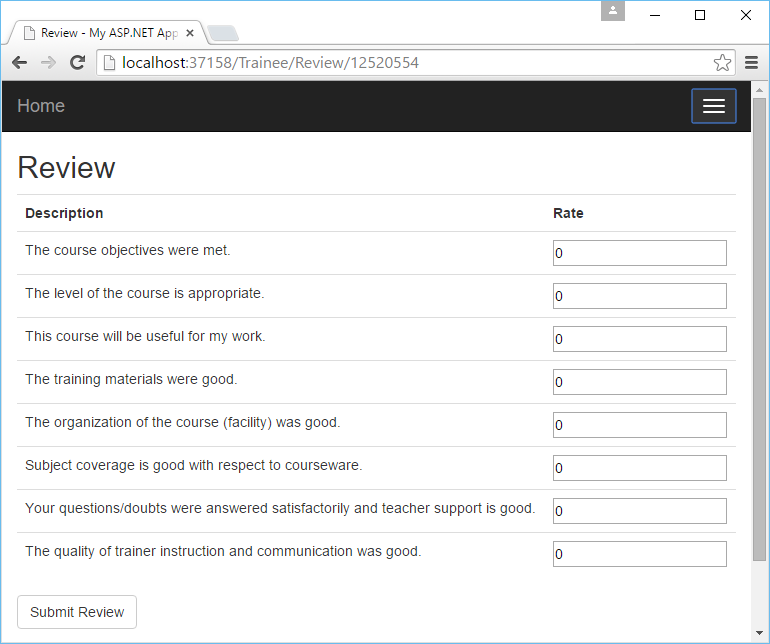 Review - My ASP.NET App
localhost:37158/Trainee/Review/12520554
Home
Review
Description Rate
The course objectives were met. 0
The level of the course is appropriate. 0
This course will be useful for my work. 0
The training materials were good. 0
The organization of the course (facility) was good. 0
Subject coverage is good with respect to courseware. 0
Your questions/doubts were answered satisfactorily and teacher support is good. 0
The quality of trainer instruction and communication was good. 0
Submit Review